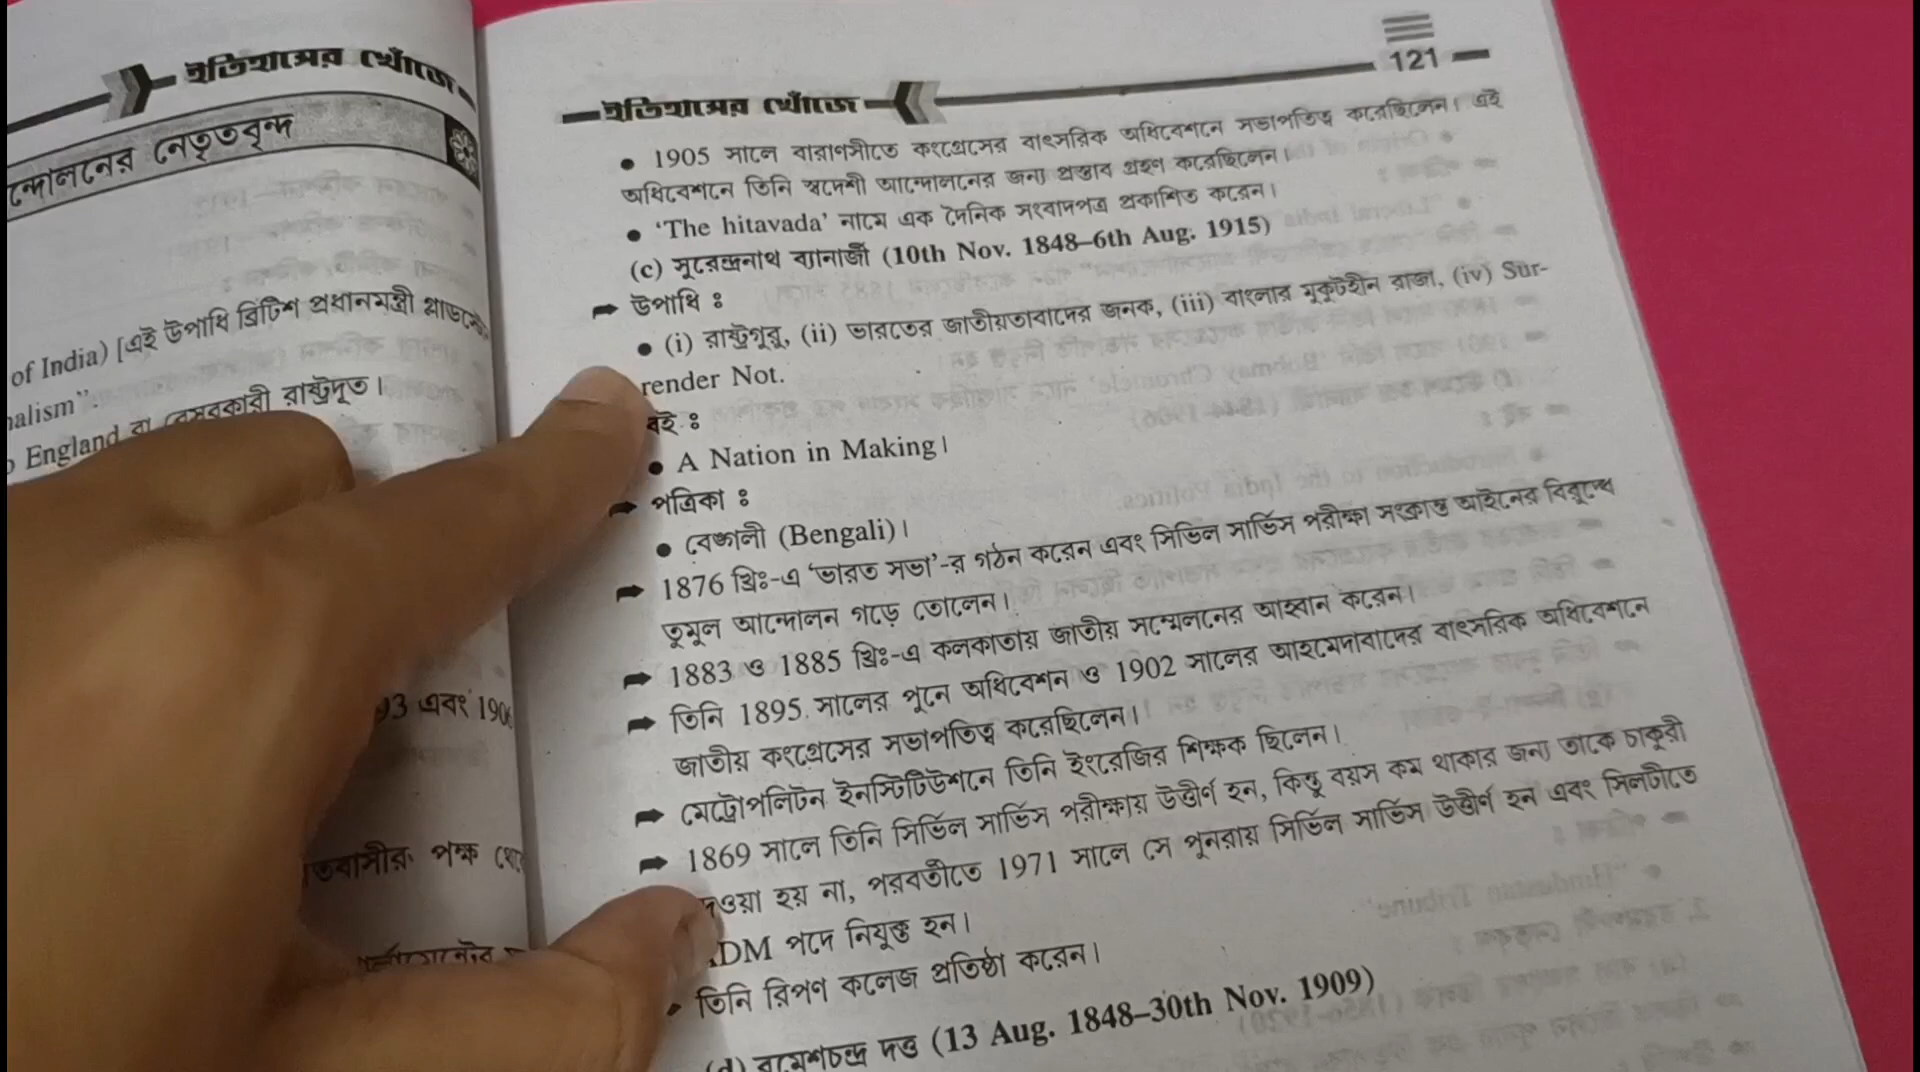 ইতিহাসের খোঁজে
ন্দোলনের নেতৃতবৃন্দ
of India) [এই উপাধি ব্রিটিশ প্রধানমন্ত্রী
nalism".
England বা বেসরকারী রাষ্ট্রদূত।
93 এবং 190
পক্ষ
ইতিহাসের খোঁজে
121
• 1905 সালে বারাণসীতে কংগ্রেসের বাৎসরিক অধিবেশনে সভাপতিত্ব করেছিলেন। এই
অধিবেশনে তিনি স্বদেশী আন্দোলনের জন্য প্রস্তাব গ্রহণ করেছিলেন।
• 'The hitavada' নামে এক দৈনিক সংবাদপত্র প্রকাশিত করেন।
(c) সুরেন্দ্রনাথ ব্যানার্জী (10th Nov. 1848–6th Aug. 1915)
➡ উপাধি ঃ
• (i) রাষ্ট্রগুরু, (ii) ভারতের জাতীয়তাবাদের জনক, (iii) বাংলার মুকুটহীন রাজা, (iv) Sur-
render Not.
বই ঃ
• A Nation in Making।
➡ পত্রিকা ঃ
• বেঙ্গলী (Bengali)।
➡ 1876 খ্রিঃ-এ 'ভারত সভা'-র গঠন করেন এবং সিভিল সার্ভিস পরীক্ষা সংক্রান্ত আইনের বিরুদ্ধে
তুমুল আন্দোলন গড়ে তোলেন।
➡ 1883 ও 1885 খ্রিঃ-এ কলকাতায় জাতীয় সম্মেলনের আহ্বান করেন।
➡ তিনি 1895 সালের পুনে অধিবেশন ও 1902 সালের আহমেদাবাদের বাৎসরিক অধিবেশনে
জাতীয় কংগ্রেসের সভাপতিত্ব করেছিলেন।
➡ মেট্রোপলিটন ইনস্টিটিউশনে তিনি ইংরেজির শিক্ষক ছিলেন।
➡ 1869 সালে তিনি সিভিল সার্ভিস পরীক্ষায় উত্তীর্ণ হন, কিন্তু বয়স কম থাকার জন্য তাকে চাকুরী
দেওয়া হয় না, পরবর্তীতে 1971 সালে সে পুনরায় সিভিল সার্ভিস উত্তীর্ণ হন এবং সিলটীতে
DM পদে নিযুক্ত হন।
তিনি রিপণ কলেজ প্রতিষ্ঠা করেন।
(d) রমেশচন্দ্র দত্ত (13 Aug. 1848–30th Nov. 1909)